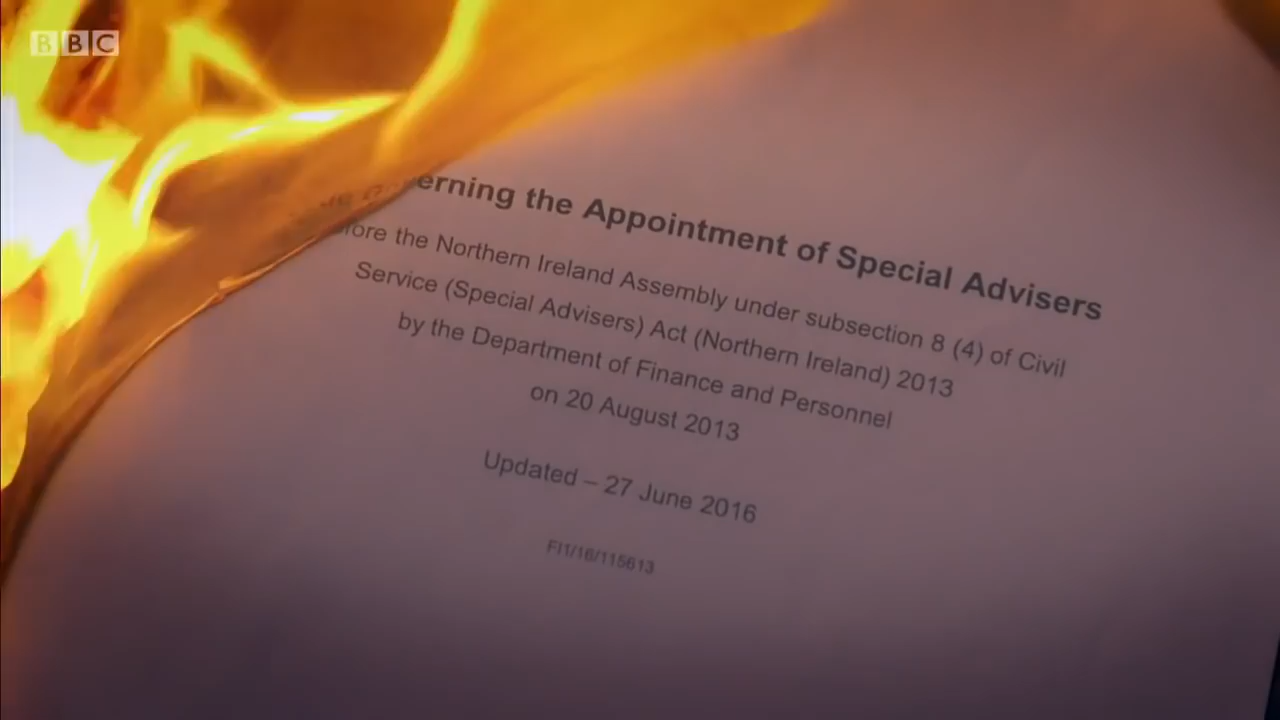 BBC
erning the Appointment of Special Advisers
fore the Northern Ireland Assembly under subsection 8 (4) of Civil
Service (Special Advisers) Act (Northern Ireland) 2013
by the Department of Finance and Personnel
on 20 August 2013
Updated – 27 June 2016
FI1/16/115613